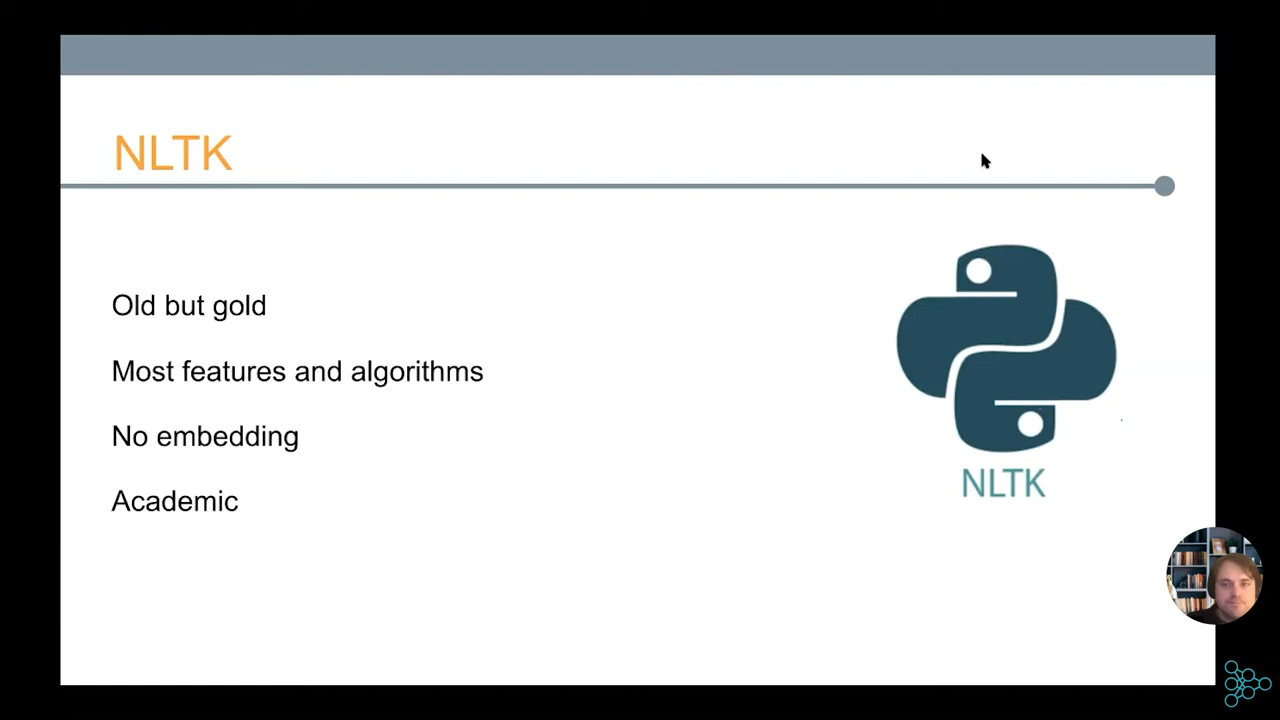 NLTK
Old but gold
Most features and algorithms
No embedding
Academic
NLTK